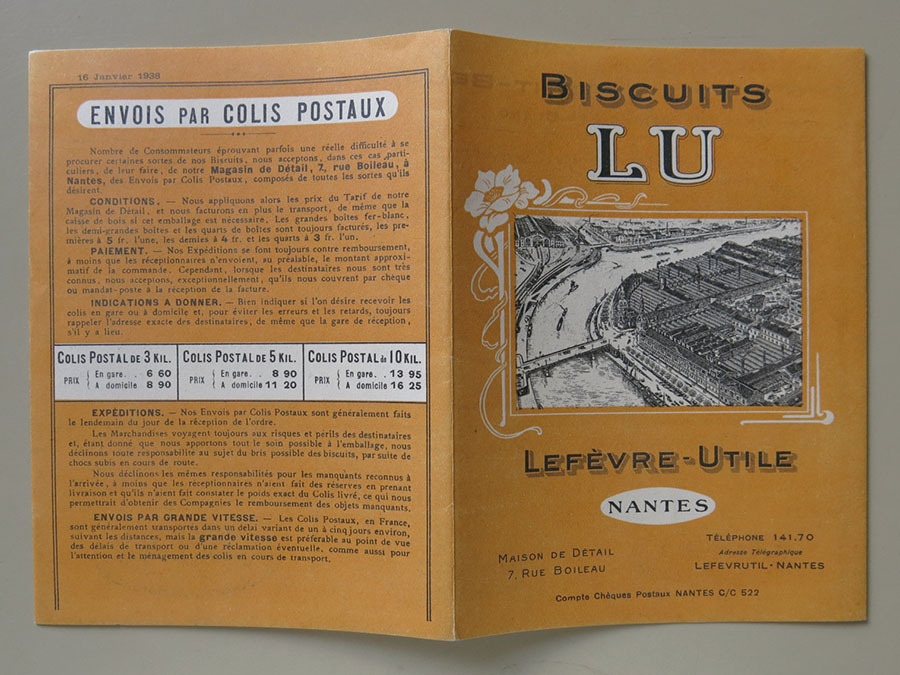 16 Janvier 1938
ENVOIS PAR COLIS POSTAUX
Nombre de Consommateurs éprouvant parfois une réelle difficulté à se
procurer certaines sortes de nos Biscuits, nous acceptons, dans ces cas particuliers,
de leur faire, de notre Magasin de Détail, 7, rue Boileau, à
Nantes, des Envois par Colis Postaux, composés de toutes les sortes qu'ils
désirent.
CONDITIONS. — Nous appliquons alors les prix du Tarif de notre
Magasin de Détail, et nous facturons en plus le transport, de même que la
caisse de bois si cet emballage est nécessaire. Les grandes boîtes fer-blanc,
les demi-grandes boîtes et les quarts de boîtes sont toujours facturés, les pre-
mières à 5 fr. l'une, les demies à 4 fr. et les quarts à 3 fr. l'un.
PAIEMENT. — Nos Expéditions se font toujours contre remboursement,
à moins que les réceptionnaires n'envoient, au préalable, le montant approxi-
matif de la commande. Cependant, lorsque les destinataires nous sont très
connus, nous acceptons, exceptionnellement, qu'ils nous couvrent par chèque
ou mandat-poste à la réception de la facture.
INDICATIONS A DONNER. — Bien indiquer si l'on désire recevoir les
colis en gare ou à domicile et, pour éviter les erreurs et les retards, toujours
rappeler l'adresse exacte des destinataires, de même que la gare de réception,
s'il y a lieu.
COLIS POSTAL DE 3 KIL.
PRIX { En gare. . . 6 60
A domicile 8 90
COLIS POSTAL DE 5 KIL.
PRIX { En gare. . . 8 90
A domicile 11 20
COLIS POSTAL de 10 KIL.
PRIX { En gare. . . 13 95
A domicile 16 25
EXPÉDITIONS. — Nos Envois par Colis Postaux sont généralement faits
le lendemain du jour de la réception de l'ordre.
Les Marchandises voyagent toujours aux risques et périls des destinataires
et, étant donné que nous apportons tout le soin possible à l'emballage, nous
déclinons toute responsabilité au sujet du bris possible des biscuits, par suite de
chocs subis en cours de route.
Nous déclinons les mêmes responsabilités pour les manquants reconnus à
l'arrivée, à moins que les réceptionnaires n'aient fait des réserves en prenant
livraison et qu'ils n'aient fait constater le poids exact du Colis livré, ce qui nous
permettrait d'obtenir des Compagnies le remboursement des objets manquants.
ENVOIS PAR GRANDE VITESSE. — Les Colis Postaux, en France,
sont généralement transportés dans un délai variant de un à cinq jours environ,
suivant les distances, mais la grande vitesse est préférable au point de vue
des délais de transport ou d'une réclamation éventuelle, comme aussi pour
l'attention et le ménagement des colis en cours de transport.
BISCUITS
LU
LEFÈVRE-UTILE
NANTES
MAISON DE DÉTAIL
7, RUE BOILEAU
TÉLÉPHONE 141.70
Adresse Télégraphique
LEFEVRUTIL-NANTES
Compte Chèques Postaux NANTES C/C 522